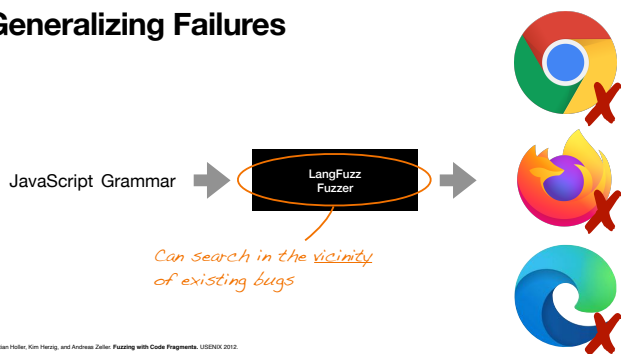 Generalizing Failures
JavaScript Grammar
LangFuzz
Fuzzer
Can search in the vicinity
of existing bugs
tian Holler, Kim Herzig, and Andreas Zeller. Fuzzing with Code Fragments. USENIX 2012.